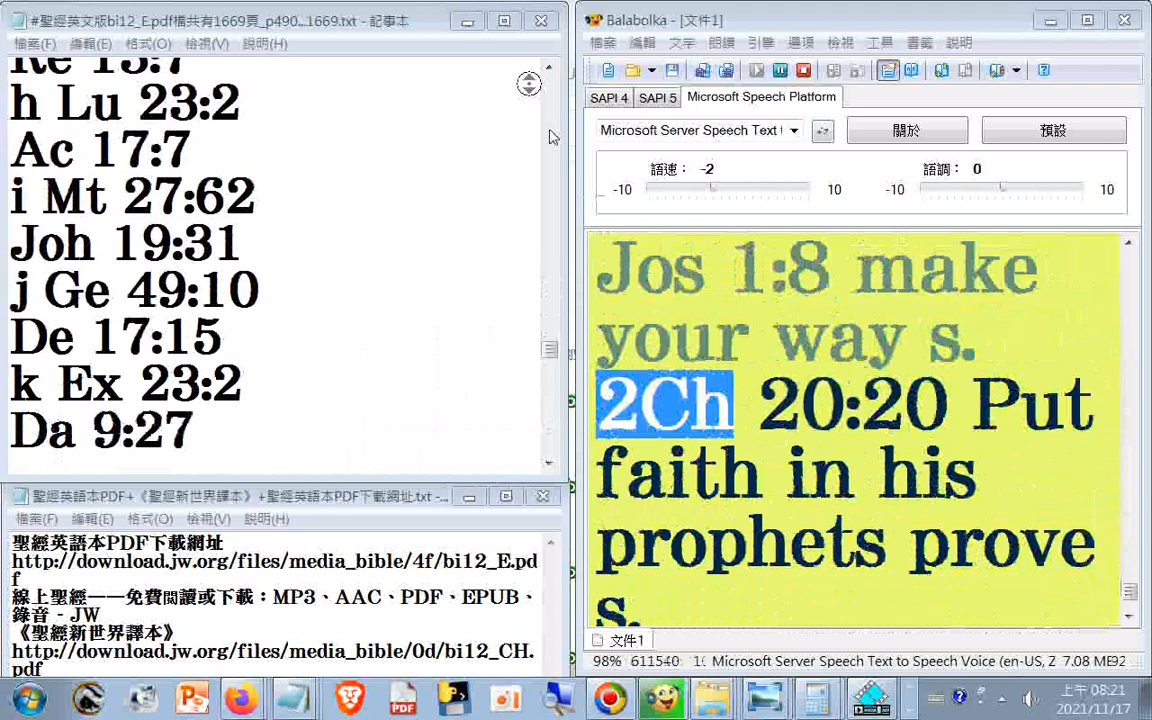 #聖經英文版bi12_E.pdf檔共有1669頁_p490...1669.txt - 記事本
檔案(F) 編輯(E) 格式(O) 檢視(V) 說明(H)
Re 13:7
h Lu 23:2
Ac 17:7
i Mt 27:62
Joh 19:31
j Ge 49:10
De 17:15
k Ex 23:2
Da 9:27
聖經英語本PDF+《聖經新世界譯本》+聖經英語本PDF下載網址.txt -...
檔案(F) 編輯(E) 格式(O) 檢視(V) 說明(H)
聖經英語本PDF下載網址
http://download.jw.org/files/media_bible/4f/bi12_E.pd
f
線上聖經——免費閱讀或下載：MP3、AAC、PDF、EPUB、
錄音 - JW
《聖經新世界譯本》
http://download.jw.org/files/media_bible/0d/bi12_CH.
pdf
Balabolka - [文件1]
檔案 編輯 文字 朗讀 引擎 選項 檢視 工具 書籤 說明
SAPI 4 SAPI 5 Microsoft Speech Platform
Microsoft Server Speech Text 關於 預設
語速： -2 語調： 0
-10 10 -10 10
Jos 1:8 make
your way s.
2Ch 20:20 Put
faith in his
prophets prove
s.
文件1
98% 611540 Microsoft Server Speech Text to Speech Voice (en-US, Z 7.08 ME92
上午 08:21
2021/11/17